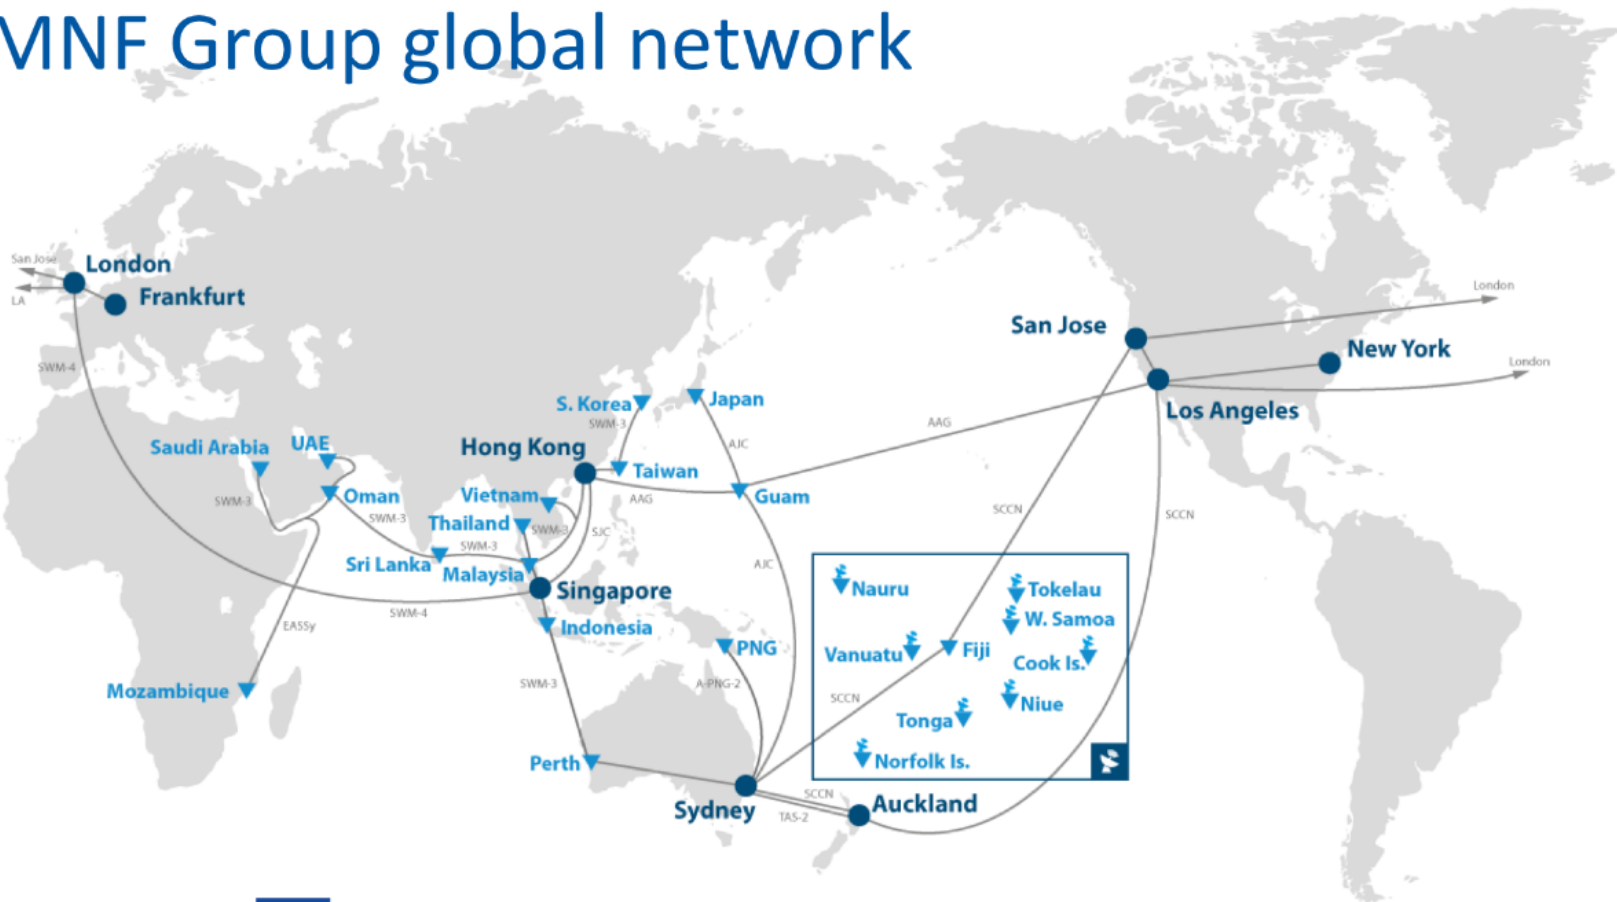 MNF Group global network
San Jose
LA
London
Frankfurt
SWM-4
San Jose
London
New York
London
Los Angeles
S. Korea
SWM-3
Japan
AJC
AAG
Hong Kong
Taiwan
AAG
Guam
Saudi Arabia
UAE
Oman
SWM-3
SWM-3
Vietnam
Thailand
SWM-3
SJC
SWM-3
Sri Lanka
Malaysia
Singapore
SWM-4
Indonesia
EASSy
Mozambique
AJC
SCCN
SCCN
PNG
A-PNG-2
SWM-3
Perth
Sydney
SCCN
TAS-2
Auckland
Nauru
Tokelau
W. Samoa
Vanuatu
Fiji
Cook Is.
SCCN
Niue
Tonga
Norfolk Is.